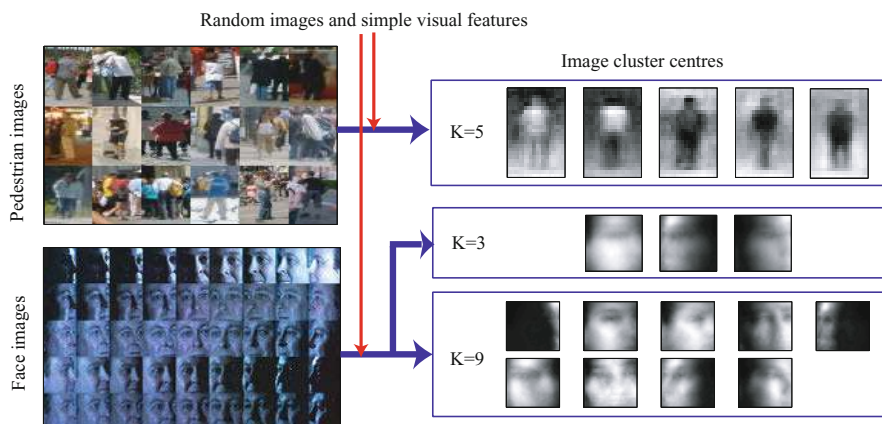 Random images and simple visual features
Image cluster centres
Pedestrian images
K=5
K=3
Face images
K=9